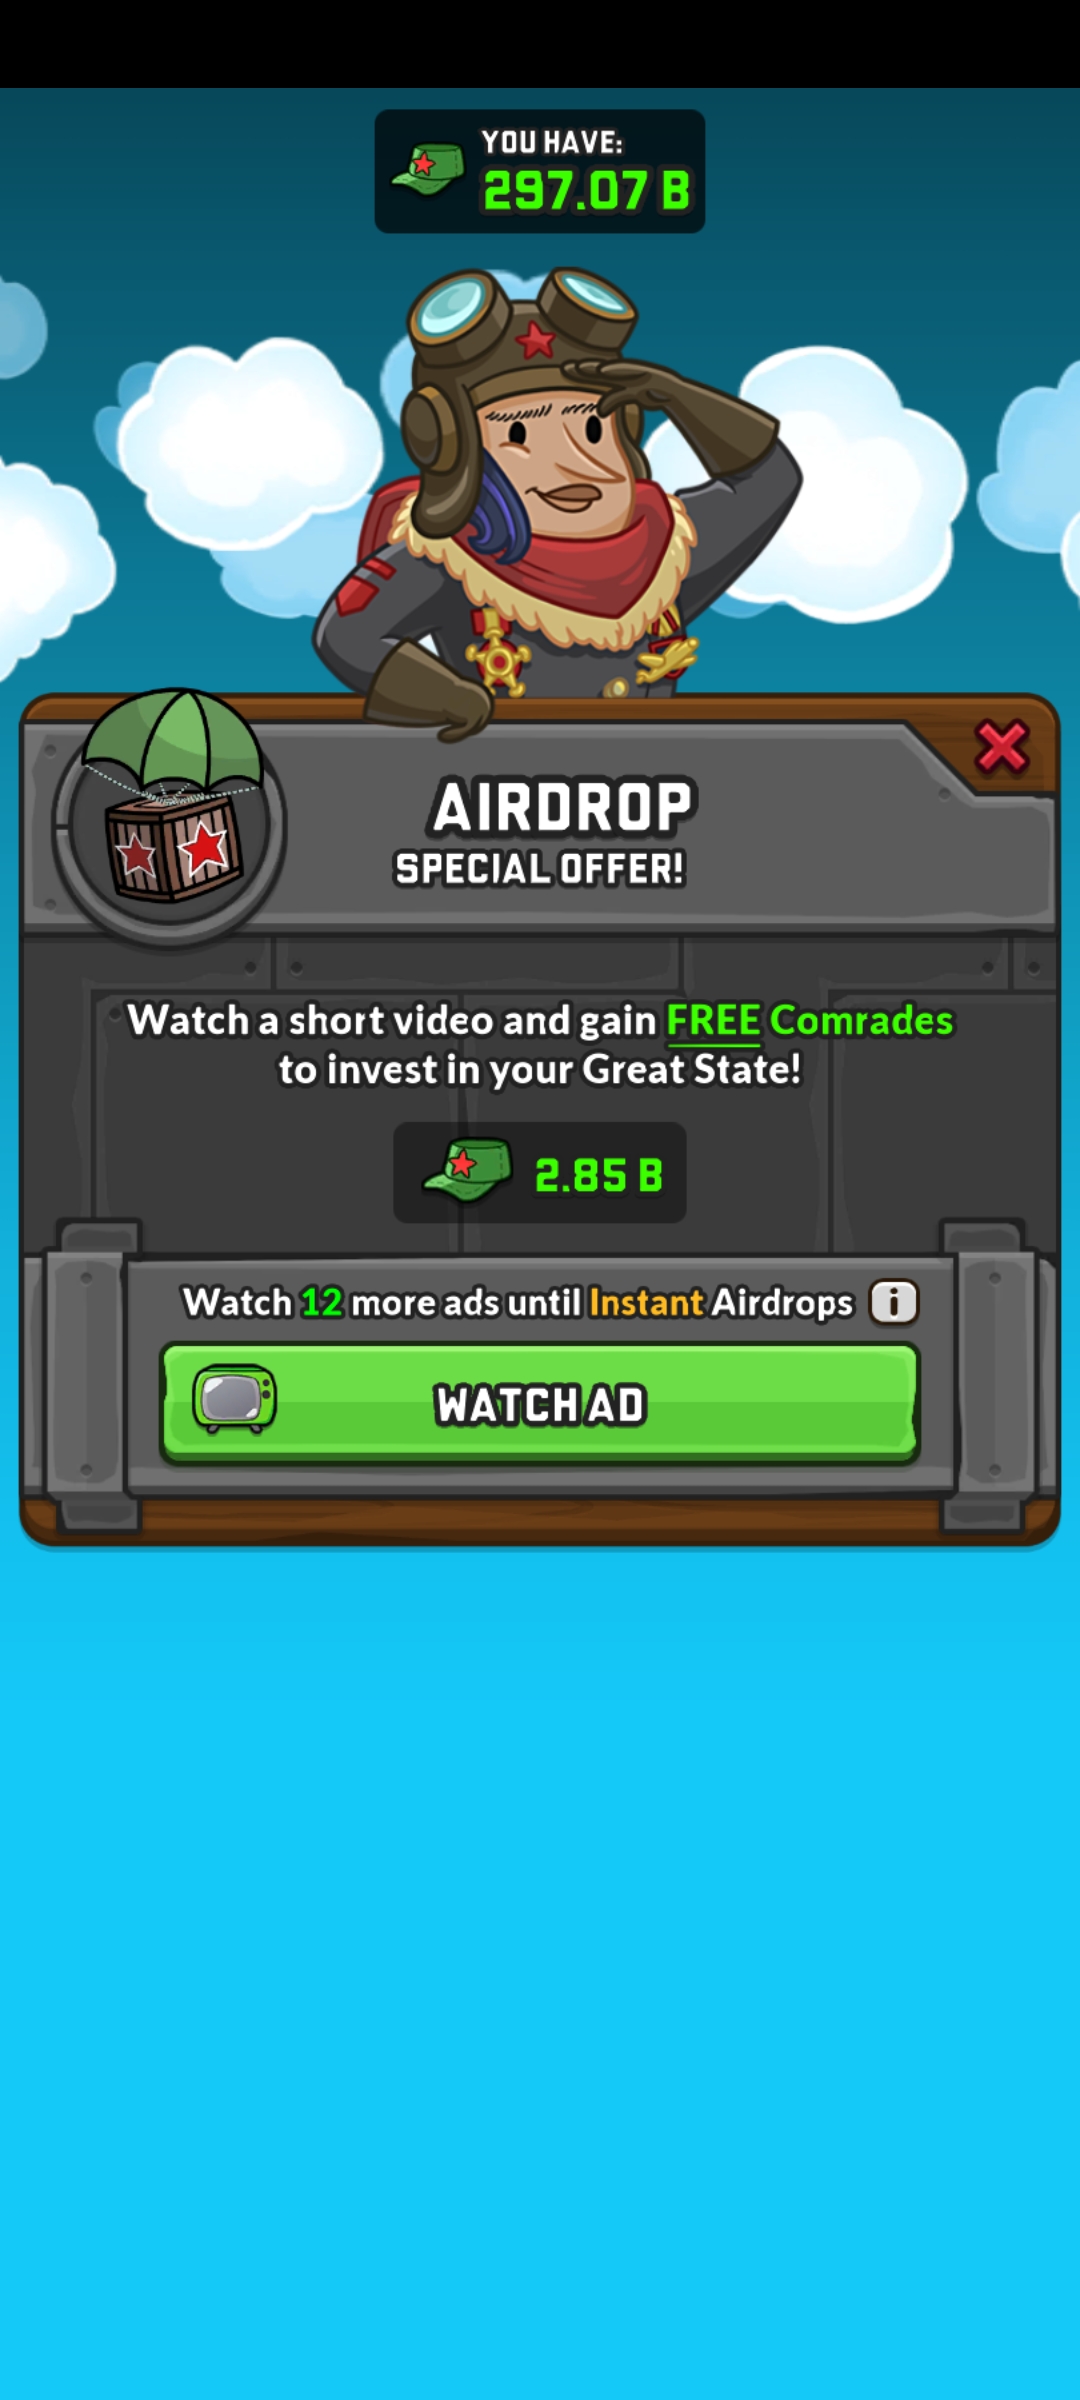 YOU HAVE:
297.07 B
AIRDROP
SPECIAL OFFER!
Watch a short video and gain FREE Comrades
to invest in your Great State!
2.85 B
Watch 12 more ads until Instant Airdrops i
WATCH AD